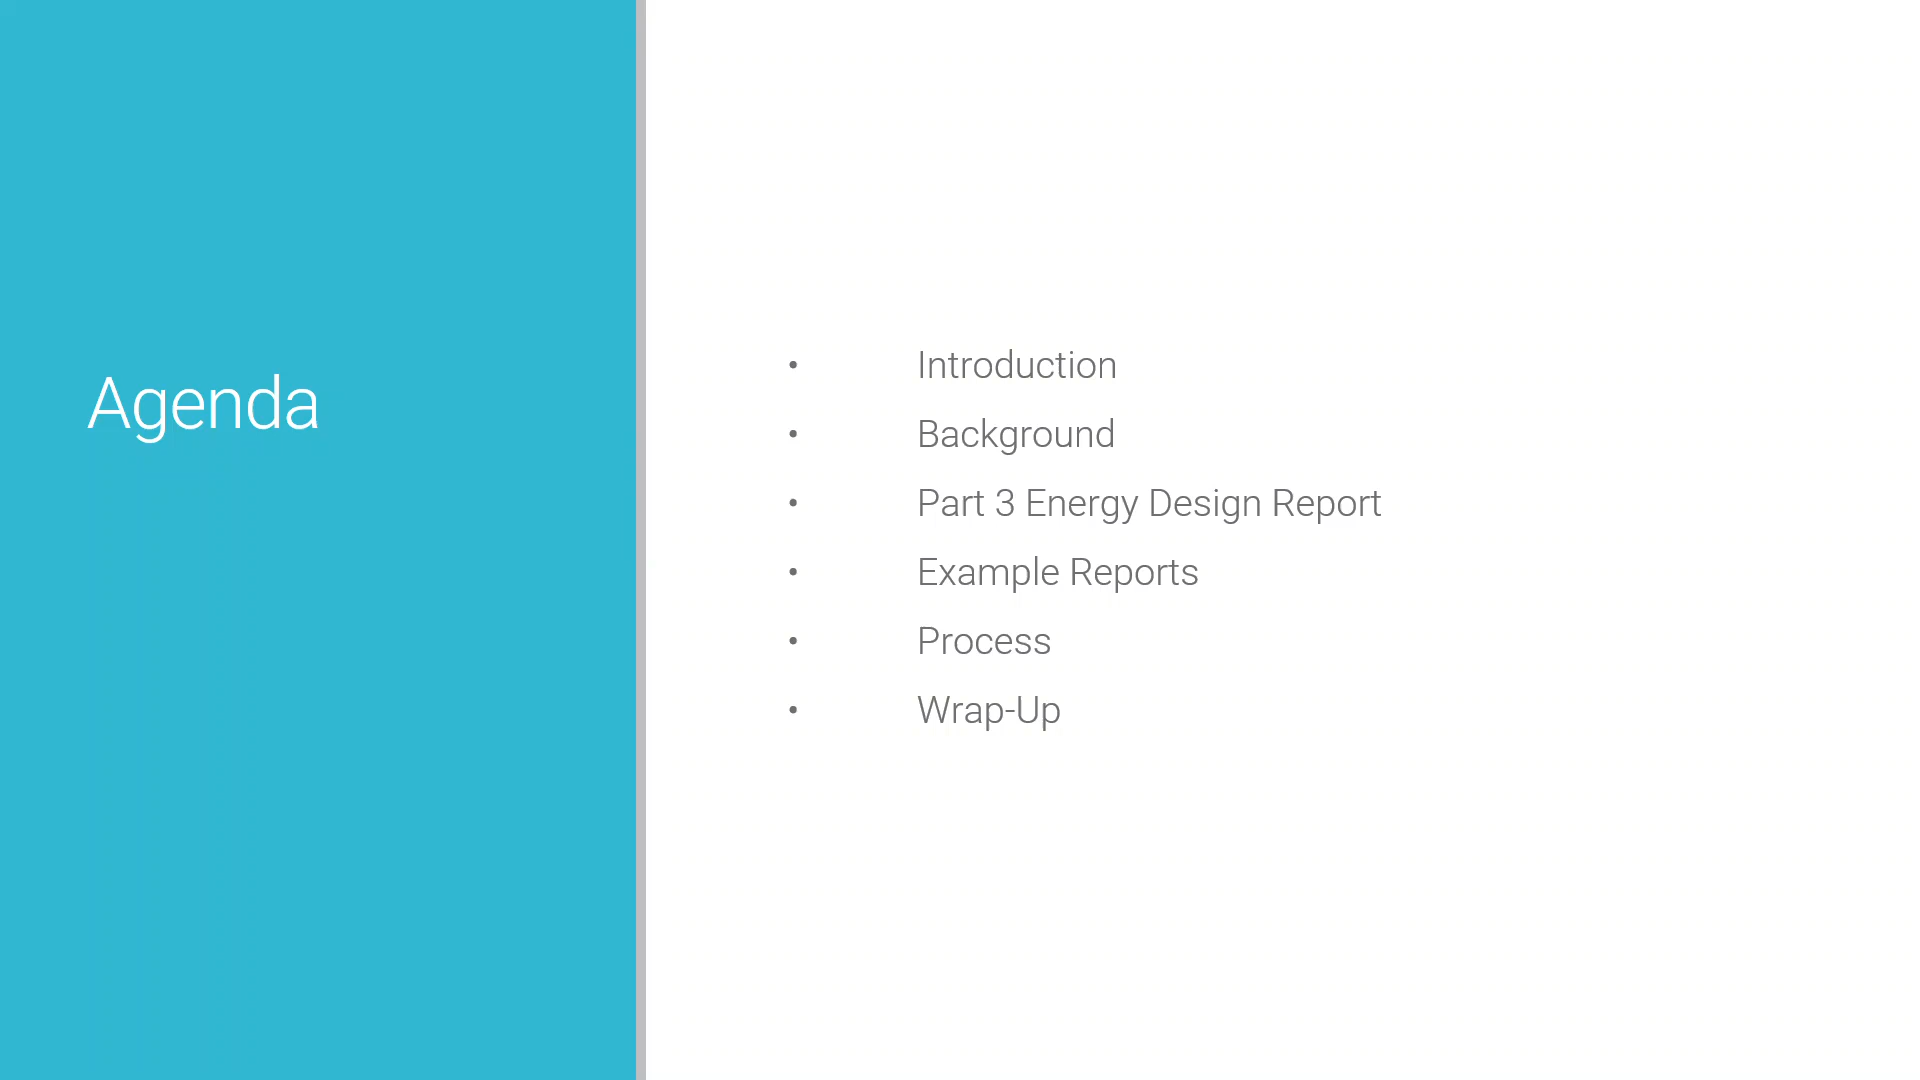 Agenda
• Introduction
• Background
• Part 3 Energy Design Report
• Example Reports
• Process
• Wrap-Up